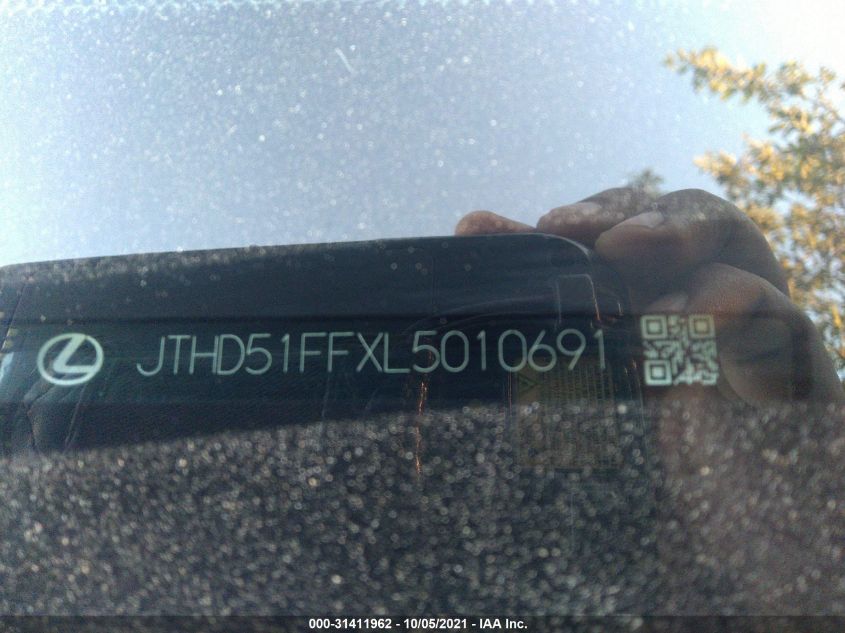 JTHD51FFXL5010691
000-31411962 - 10/05/2021 - IAA Inc.